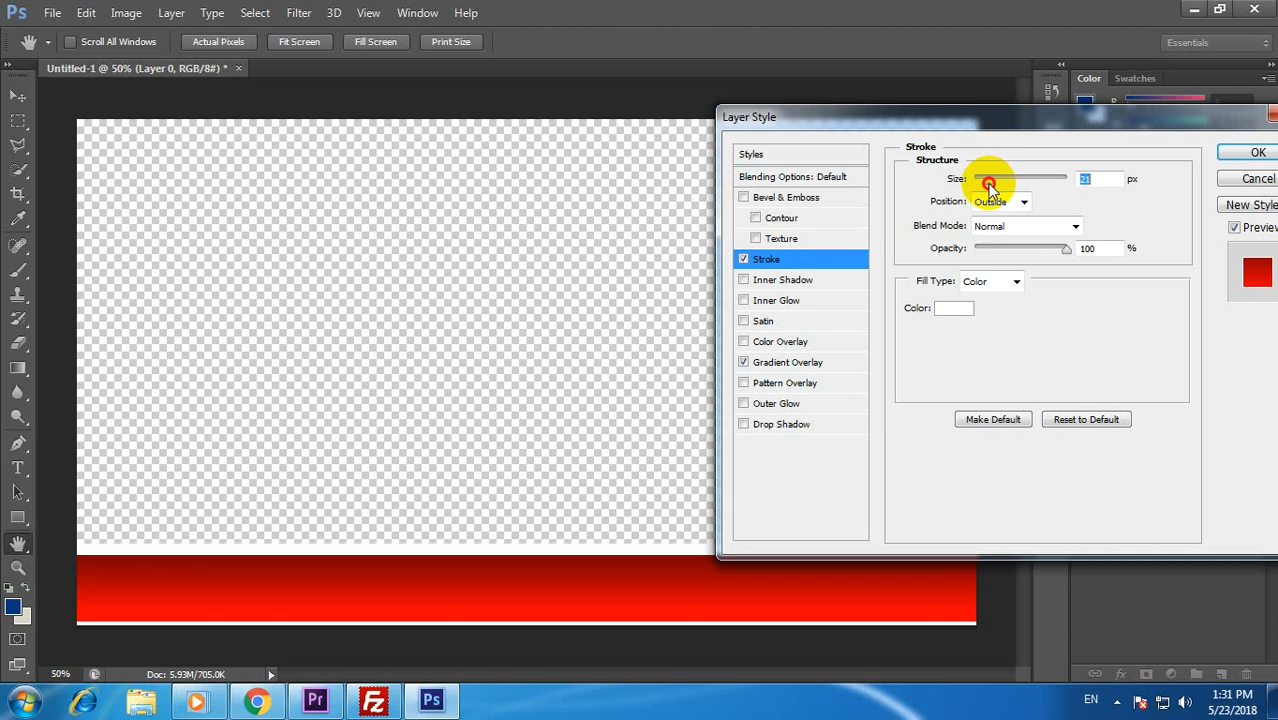 Ps File Edit Image Layer Type Select Filter 3D View Window Help
Scroll All Windows Actual Pixels Fit Screen Fill Screen Print Size Essentials
Untitled-1 @ 50% (Layer 0, RGB/8#) * ×
Color Swatches
Layer Style
Styles
Blending Options: Default
Bevel & Emboss
Contour
Texture
Stroke
Inner Shadow
Inner Glow
Satin
Color Overlay
Gradient Overlay
Pattern Overlay
Outer Glow
Drop Shadow
Stroke
Structure
Size: 21 px
Position: Outside
Blend Mode: Normal
Opacity: 100 %
Fill Type: Color
Color:
Make Default Reset to Default
OK
Cancel
New Style
Preview
50% Doc: 5.93M/705.0K
Pr Fz Ps
EN
1:31 PM
5/23/2018